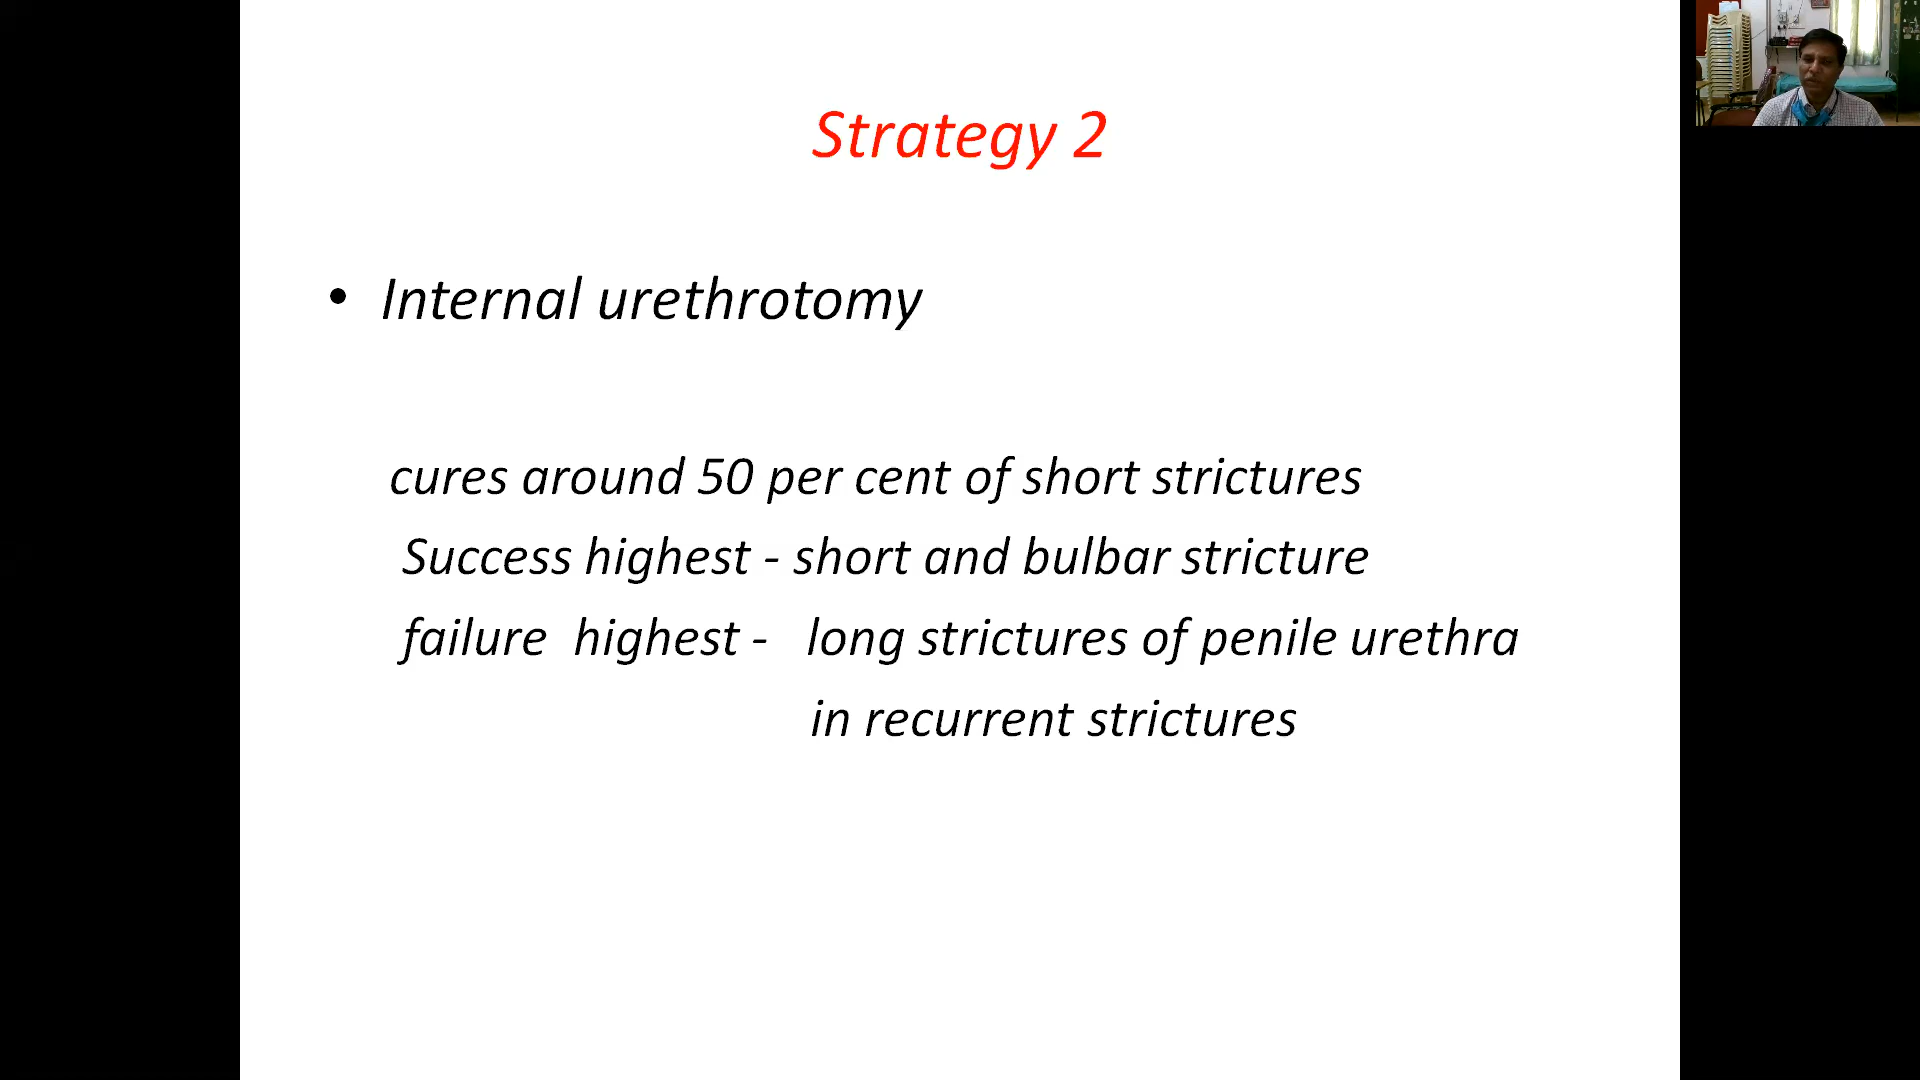 Strategy 2
• Internal urethrotomy
cures around 50 per cent of short strictures
Success highest - short and bulbar stricture
failure highest - long strictures of penile urethra
in recurrent strictures